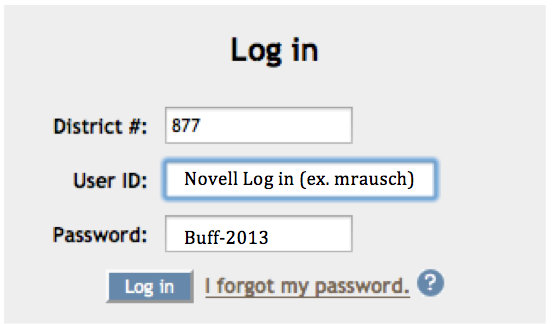 Log in
District #: 877
User ID: Novell Log in (ex. mrausch)
Password: Buff-2013
Log in I forgot my password. ?